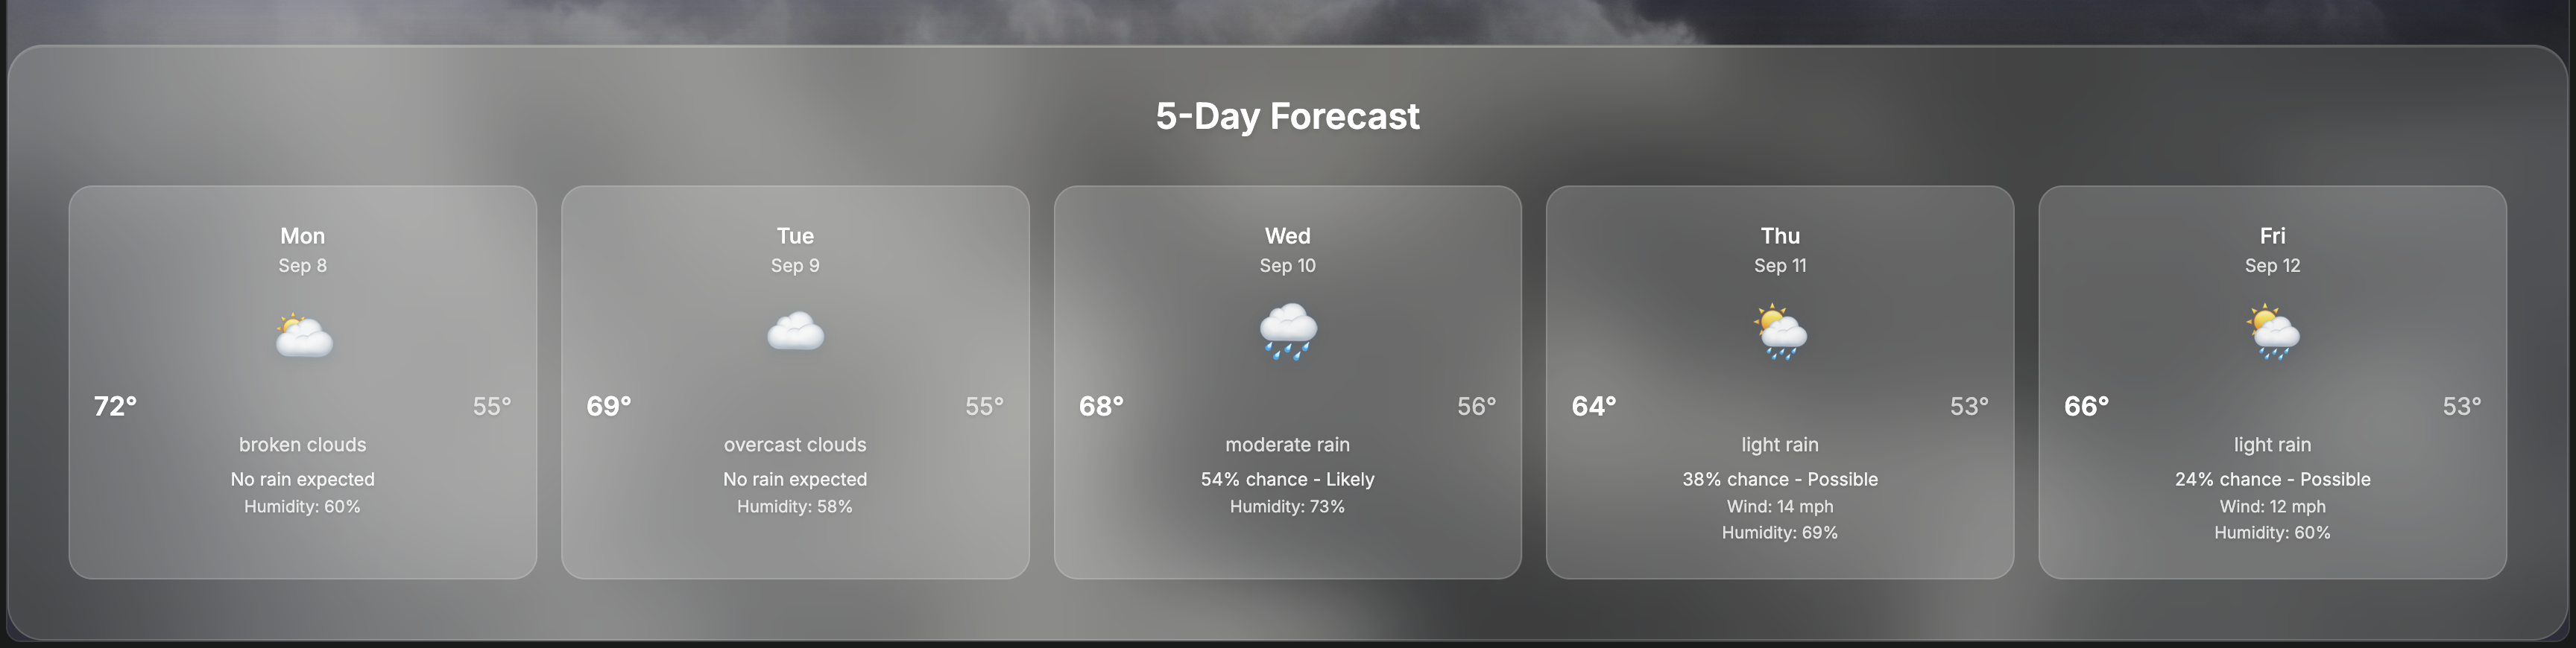 5-Day Forecast
Mon
Sep 8
72° 55°
broken clouds
No rain expected
Humidity: 60%
Tue
Sep 9
69° 55°
overcast clouds
No rain expected
Humidity: 58%
Wed
Sep 10
68° 56°
moderate rain
54% chance - Likely
Humidity: 73%
Thu
Sep 11
64° 53°
light rain
38% chance - Possible
Wind: 14 mph
Humidity: 69%
Fri
Sep 12
66° 53°
light rain
24% chance - Possible
Wind: 12 mph
Humidity: 60%